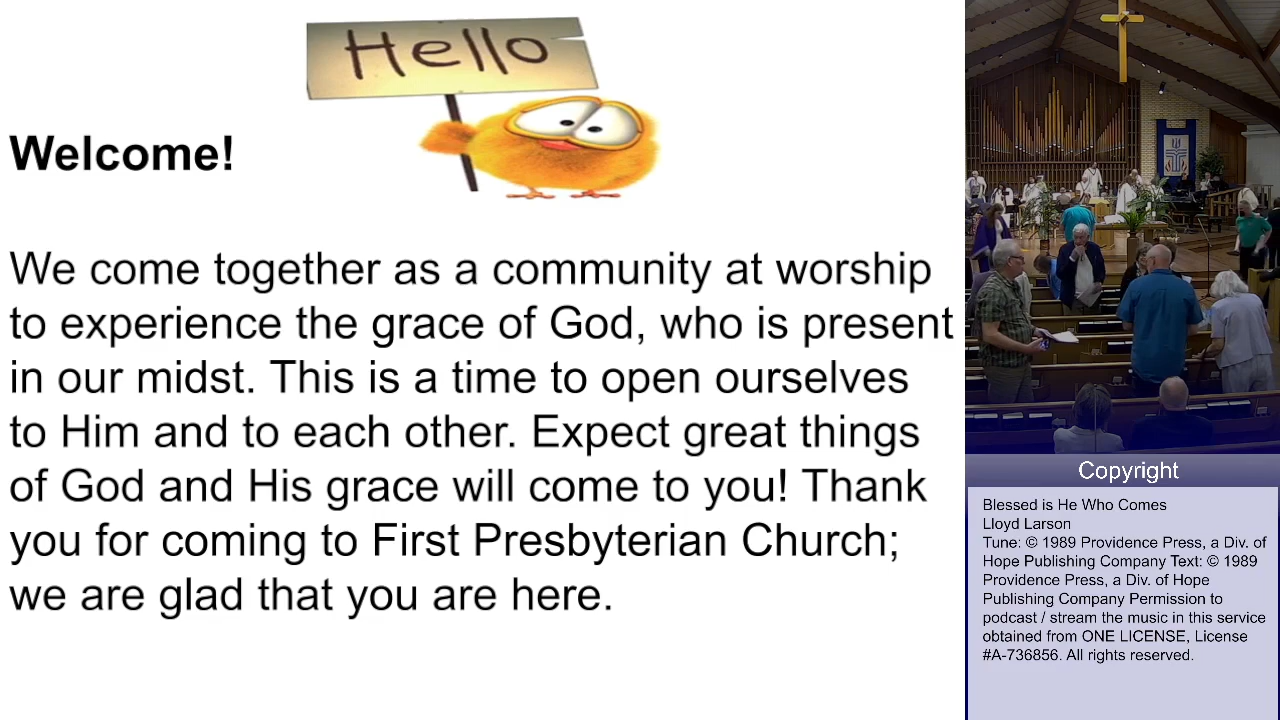 Hello
Welcome!
We come together as a community at worship
to experience the grace of God, who is present
in our midst. This is a time to open ourselves
to Him and to each other. Expect great things
of God and His grace will come to you! Thank
you for coming to First Presbyterian Church;
we are glad that you are here.
Copyright
Blessed is He Who Comes
Lloyd Larson
Tune: © 1989 Providence Press, a Div. of
Hope Publishing Company Text: © 1989
Providence Press, a Div. of Hope
Publishing Company Permission to
podcast / stream the music in this service
obtained from ONE LICENSE, License
#A-736856. All rights reserved.